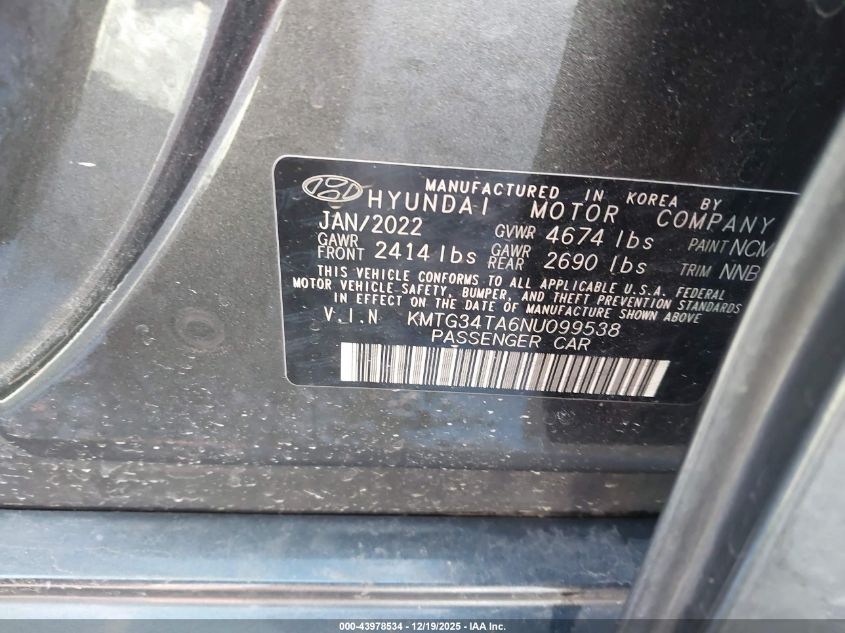 MANUFACTURED IN KOREA BY
HYUNDAI MOTOR COMPANY
JAN/2022 GVWR 4674 lbs PAINT NCM
GAWR FRONT 2414 lbs GAWR REAR 2690 lbs TRIM NNB
THIS VEHICLE CONFORMS TO ALL APPLICABLE U.S.A. FEDERAL
MOTOR VEHICLE SAFETY, BUMPER, AND THEFT PREVENTION STANDARDS
IN EFFECT ON THE DATE OF MANUFACTURE SHOWN ABOVE
V.I.N KMTG34TA6NU099538
PASSENGER CAR
000-43978534 - 12/19/2025 - IAA Inc.